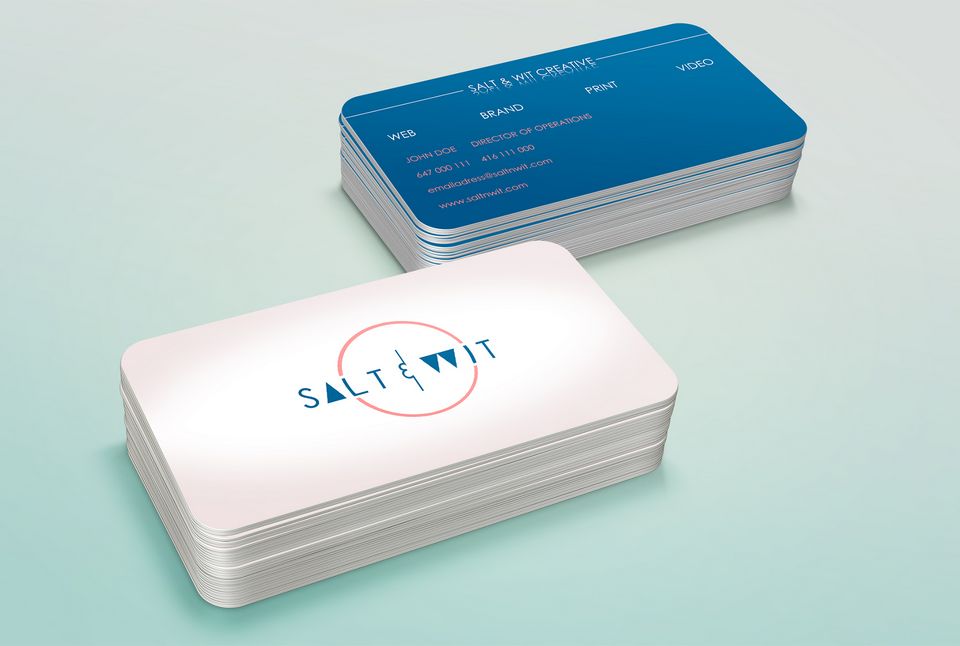 SALT & WIT CREATIVE
WEB BRAND PRINT VIDEO
JOHN DOE DIRECTOR OF OPERATIONS
647 000 111 416 111 000
emailadress@saltnwit.com
www.saltnwit.com
SALT & WIT